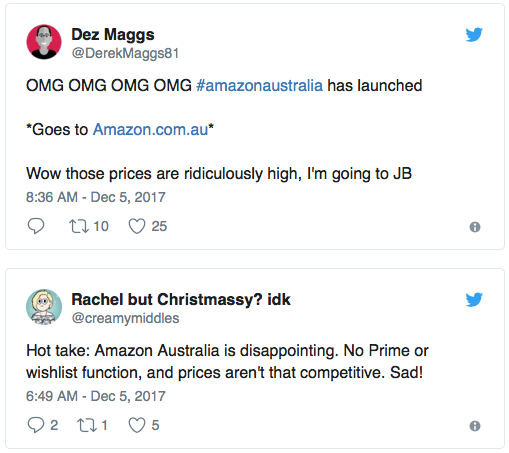 Dez Maggs
@DerekMaggs81
OMG OMG OMG OMG #amazonaustralia has launched
*Goes to Amazon.com.au*
Wow those prices are ridiculously high, I'm going to JB
8:36 AM - Dec 5, 2017
10 25
Rachel but Christmassy? idk
@creamymiddles
Hot take: Amazon Australia is disappointing. No Prime or
wishlist function, and prices aren't that competitive. Sad!
6:49 AM - Dec 5, 2017
2 1 5